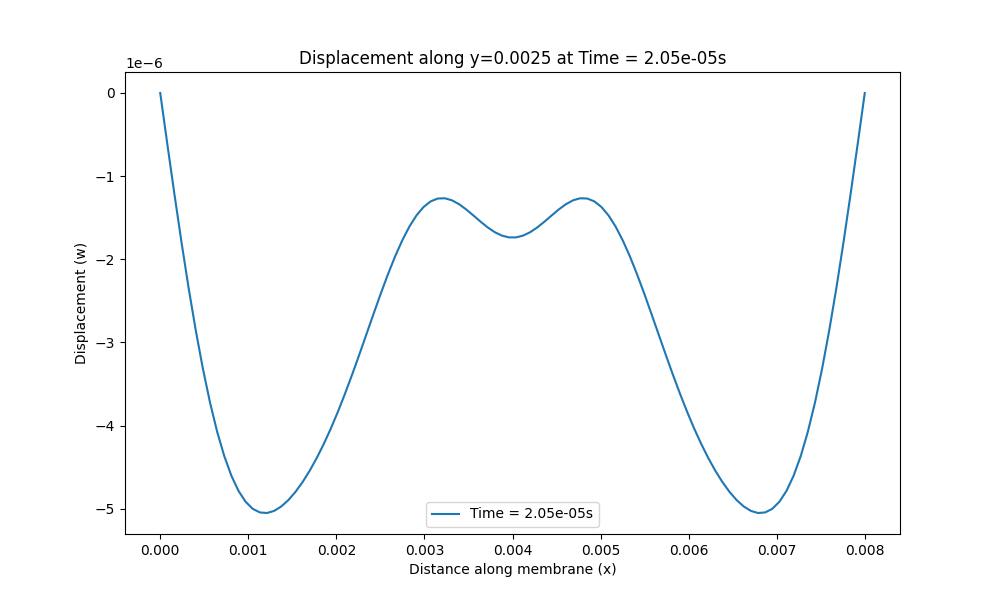 Displacement along y=0.0025 at Time = 2.05e-05s
1e−6
0
−1
−2
−3
−4
−5
Displacement (w)
Time = 2.05e-05s
0.000 0.001 0.002 0.003 0.004 0.005 0.006 0.007 0.008
Distance along membrane (x)